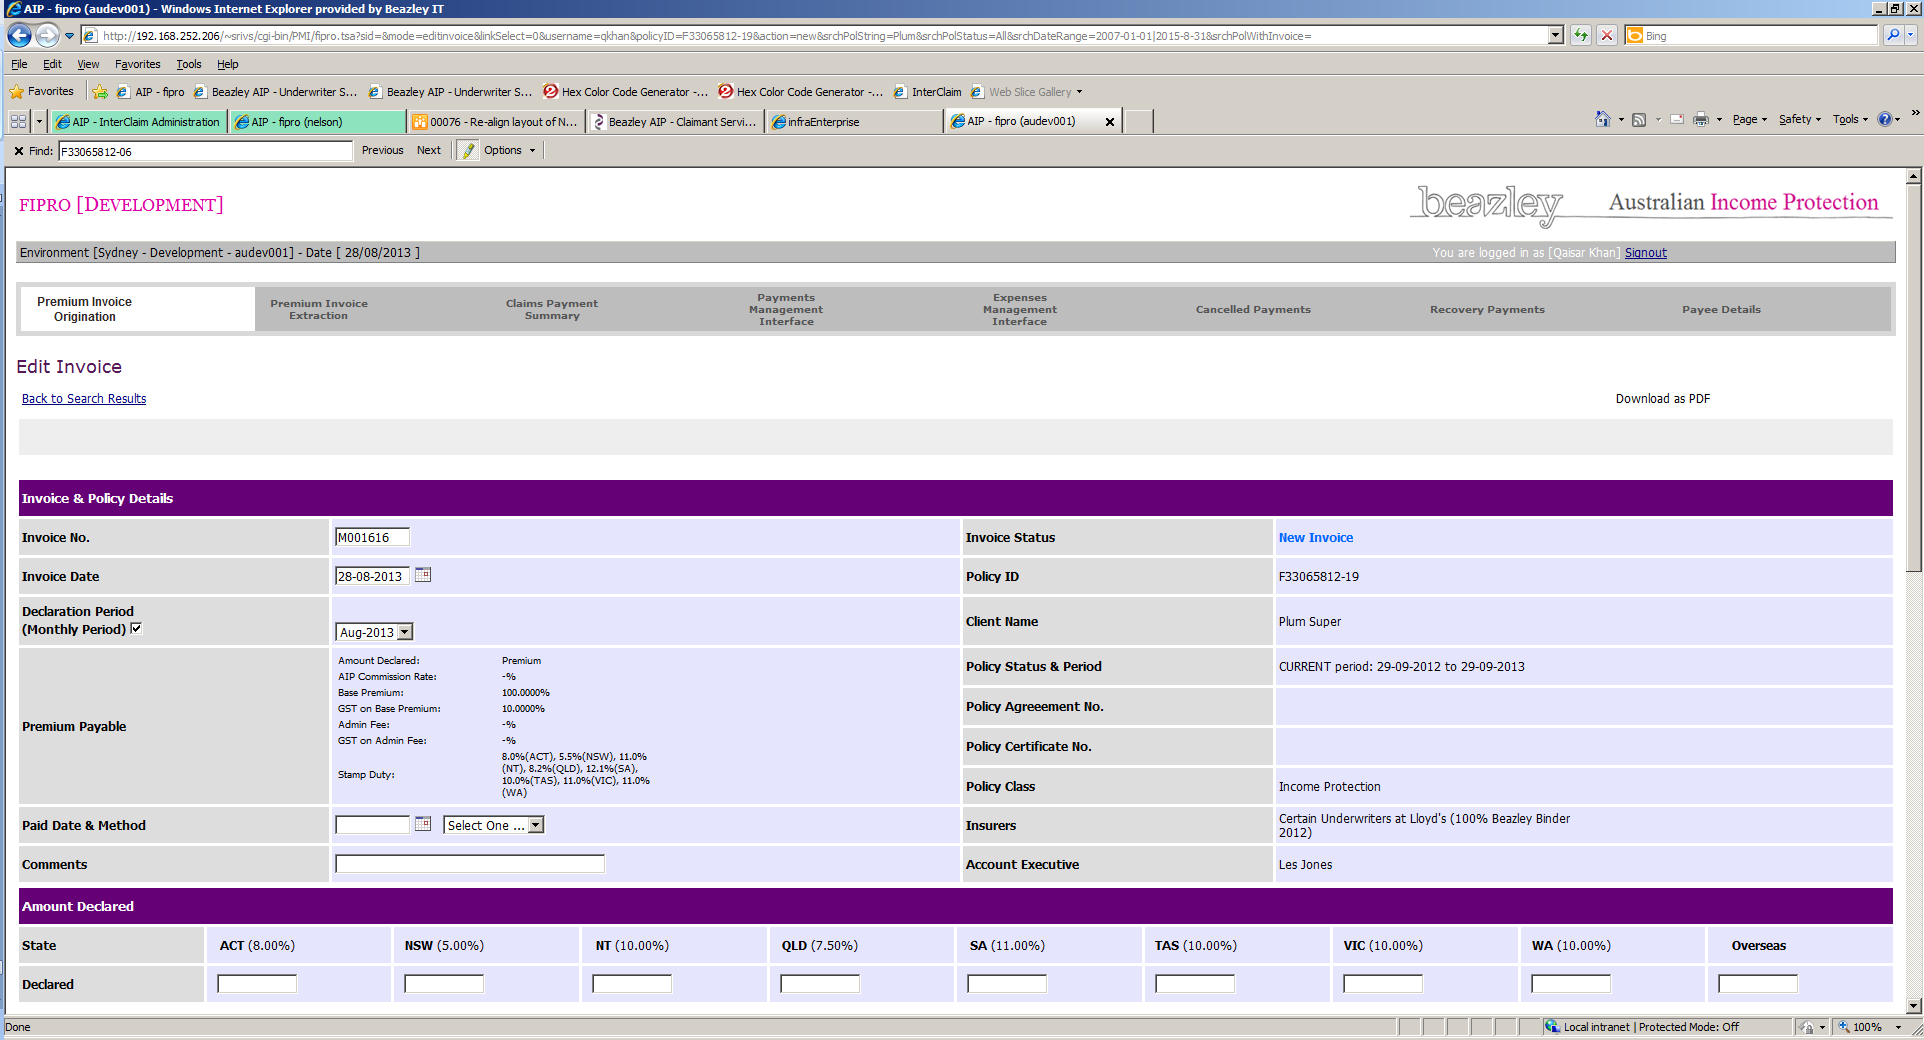 AIP - fipro (audev001) - Windows Internet Explorer provided by Beazley IT
http://192.168.252.206/~srivs/cgi-bin/PMI/fipro.tsa?sid=&mode=editinvoice&linkSelect=0&username=qkhan&policyID=F33065812-19&action=new&srchPolString=Plum&srchPolStatus=All&srchDateRange=2007-01-01|2015-8-31&srchPolWithInvoice=
Bing
File Edit View Favorites Tools Help
Favorites AIP - fipro Beazley AIP - Underwriter S... Beazley AIP - Underwriter S... Hex Color Code Generator -... Hex Color Code Generator -... InterClaim Web Slice Gallery
AIP - InterClaim Administration AIP - fipro (nelson) 00076 - Re-align layout of N... Beazley AIP - Claimant Servi... infraEnterprise AIP - fipro (audev001) Page Safety Tools
Find: F33065812-06 Previous Next Options
FIPRO [DEVELOPMENT]
beazley Australian Income Protection
Environment [Sydney - Development - audev001] - Date [ 28/08/2013 ]
You are logged in as [Qaisar Khan] Signout
Premium Invoice
Origination
Premium Invoice
Extraction
Claims Payment
Summary
Payments
Management
Interface
Expenses
Management
Interface
Cancelled Payments
Recovery Payments
Payee Details
Edit Invoice
Back to Search Results
Download as PDF
Invoice & Policy Details
Invoice No. M001616
Invoice Status New Invoice
Invoice Date 28-08-2013
Policy ID F33065812-19
Declaration Period
(Monthly Period)
Aug-2013
Client Name Plum Super
Premium Payable
Amount Declared: Premium
AIP Commission Rate: -%
Base Premium: 100.0000%
GST on Base Premium: 10.0000%
Admin Fee: -%
GST on Admin Fee: -%
Stamp Duty:
8.0%(ACT), 5.5%(NSW), 11.0%
(NT), 8.2%(QLD), 12.1%(SA),
10.0%(TAS), 11.0%(VIC), 11.0%
(WA)
Policy Status & Period CURRENT period: 29-09-2012 to 29-09-2013
Policy Agreeement No.
Policy Certificate No.
Policy Class Income Protection
Paid Date & Method Select One ...
Insurers
Certain Underwriters at Lloyd's (100% Beazley Binder
2012)
Comments
Account Executive Les Jones
Amount Declared
State ACT (8.00%) NSW (5.00%) NT (10.00%) QLD (7.50%) SA (11.00%) TAS (10.00%) VIC (10.00%) WA (10.00%) Overseas
Declared
Done
Local intranet | Protected Mode: Off
100%